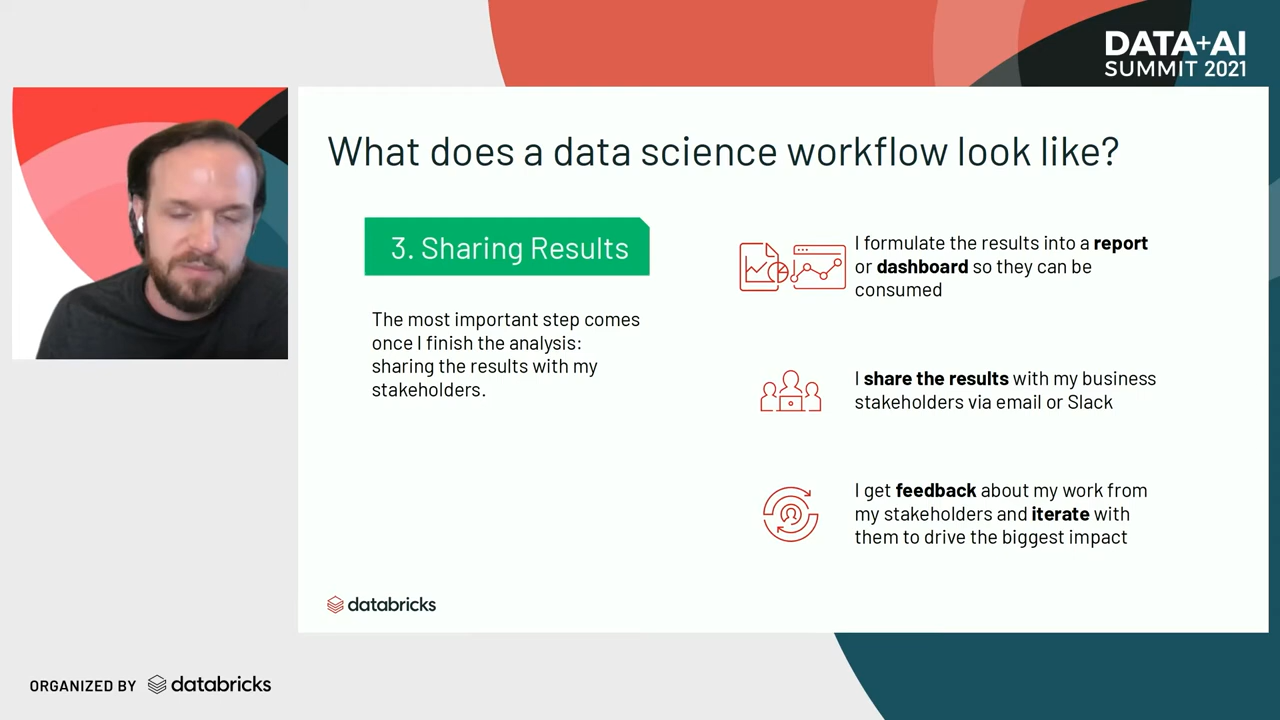 DATA+AI
SUMMIT 2021
What does a data science workflow look like?
3. Sharing Results
The most important step comes
once I finish the analysis:
sharing the results with my
stakeholders.
I formulate the results into a report
or dashboard so they can be
consumed
I share the results with my business
stakeholders via email or Slack
I get feedback about my work from
my stakeholders and iterate with
them to drive the biggest impact
databricks
ORGANIZED BY databricks